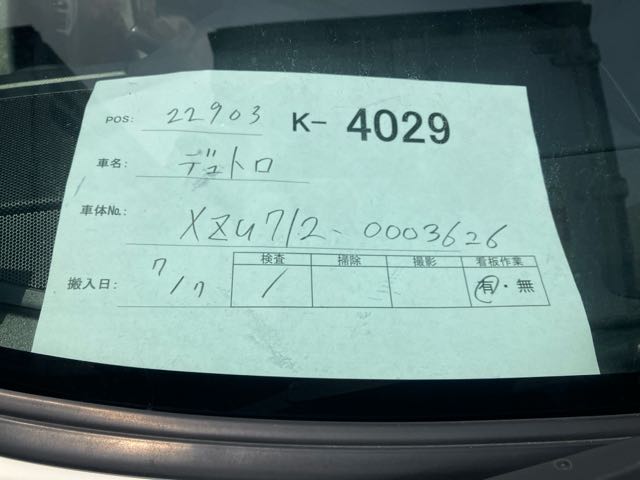 POS: 22903 K- 4029
車名: デュトロ
車体No.: XZU712-0003626
検査 掃除 撮影 看板作業
搬入日: 7/7 / 有・無